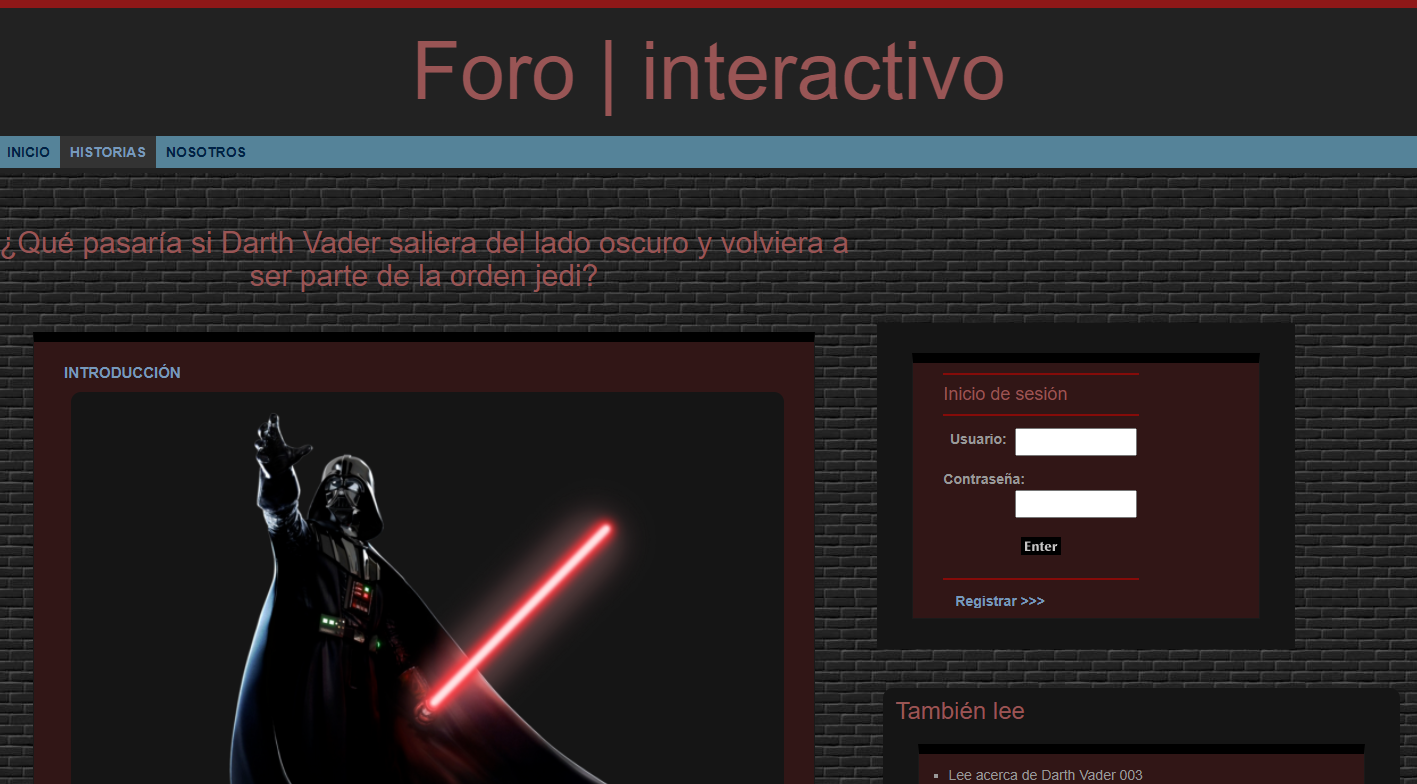 Foro | interactivo
INICIO HISTORIAS NOSOTROS
¿Qué pasaría si Darth Vader saliera del lado oscuro y volviera a
ser parte de la orden jedi?
INTRODUCCIÓN
Inicio de sesión
Usuario:
Contraseña:
Enter
Registrar >>>
También lee
Lee acerca de Darth Vader 003